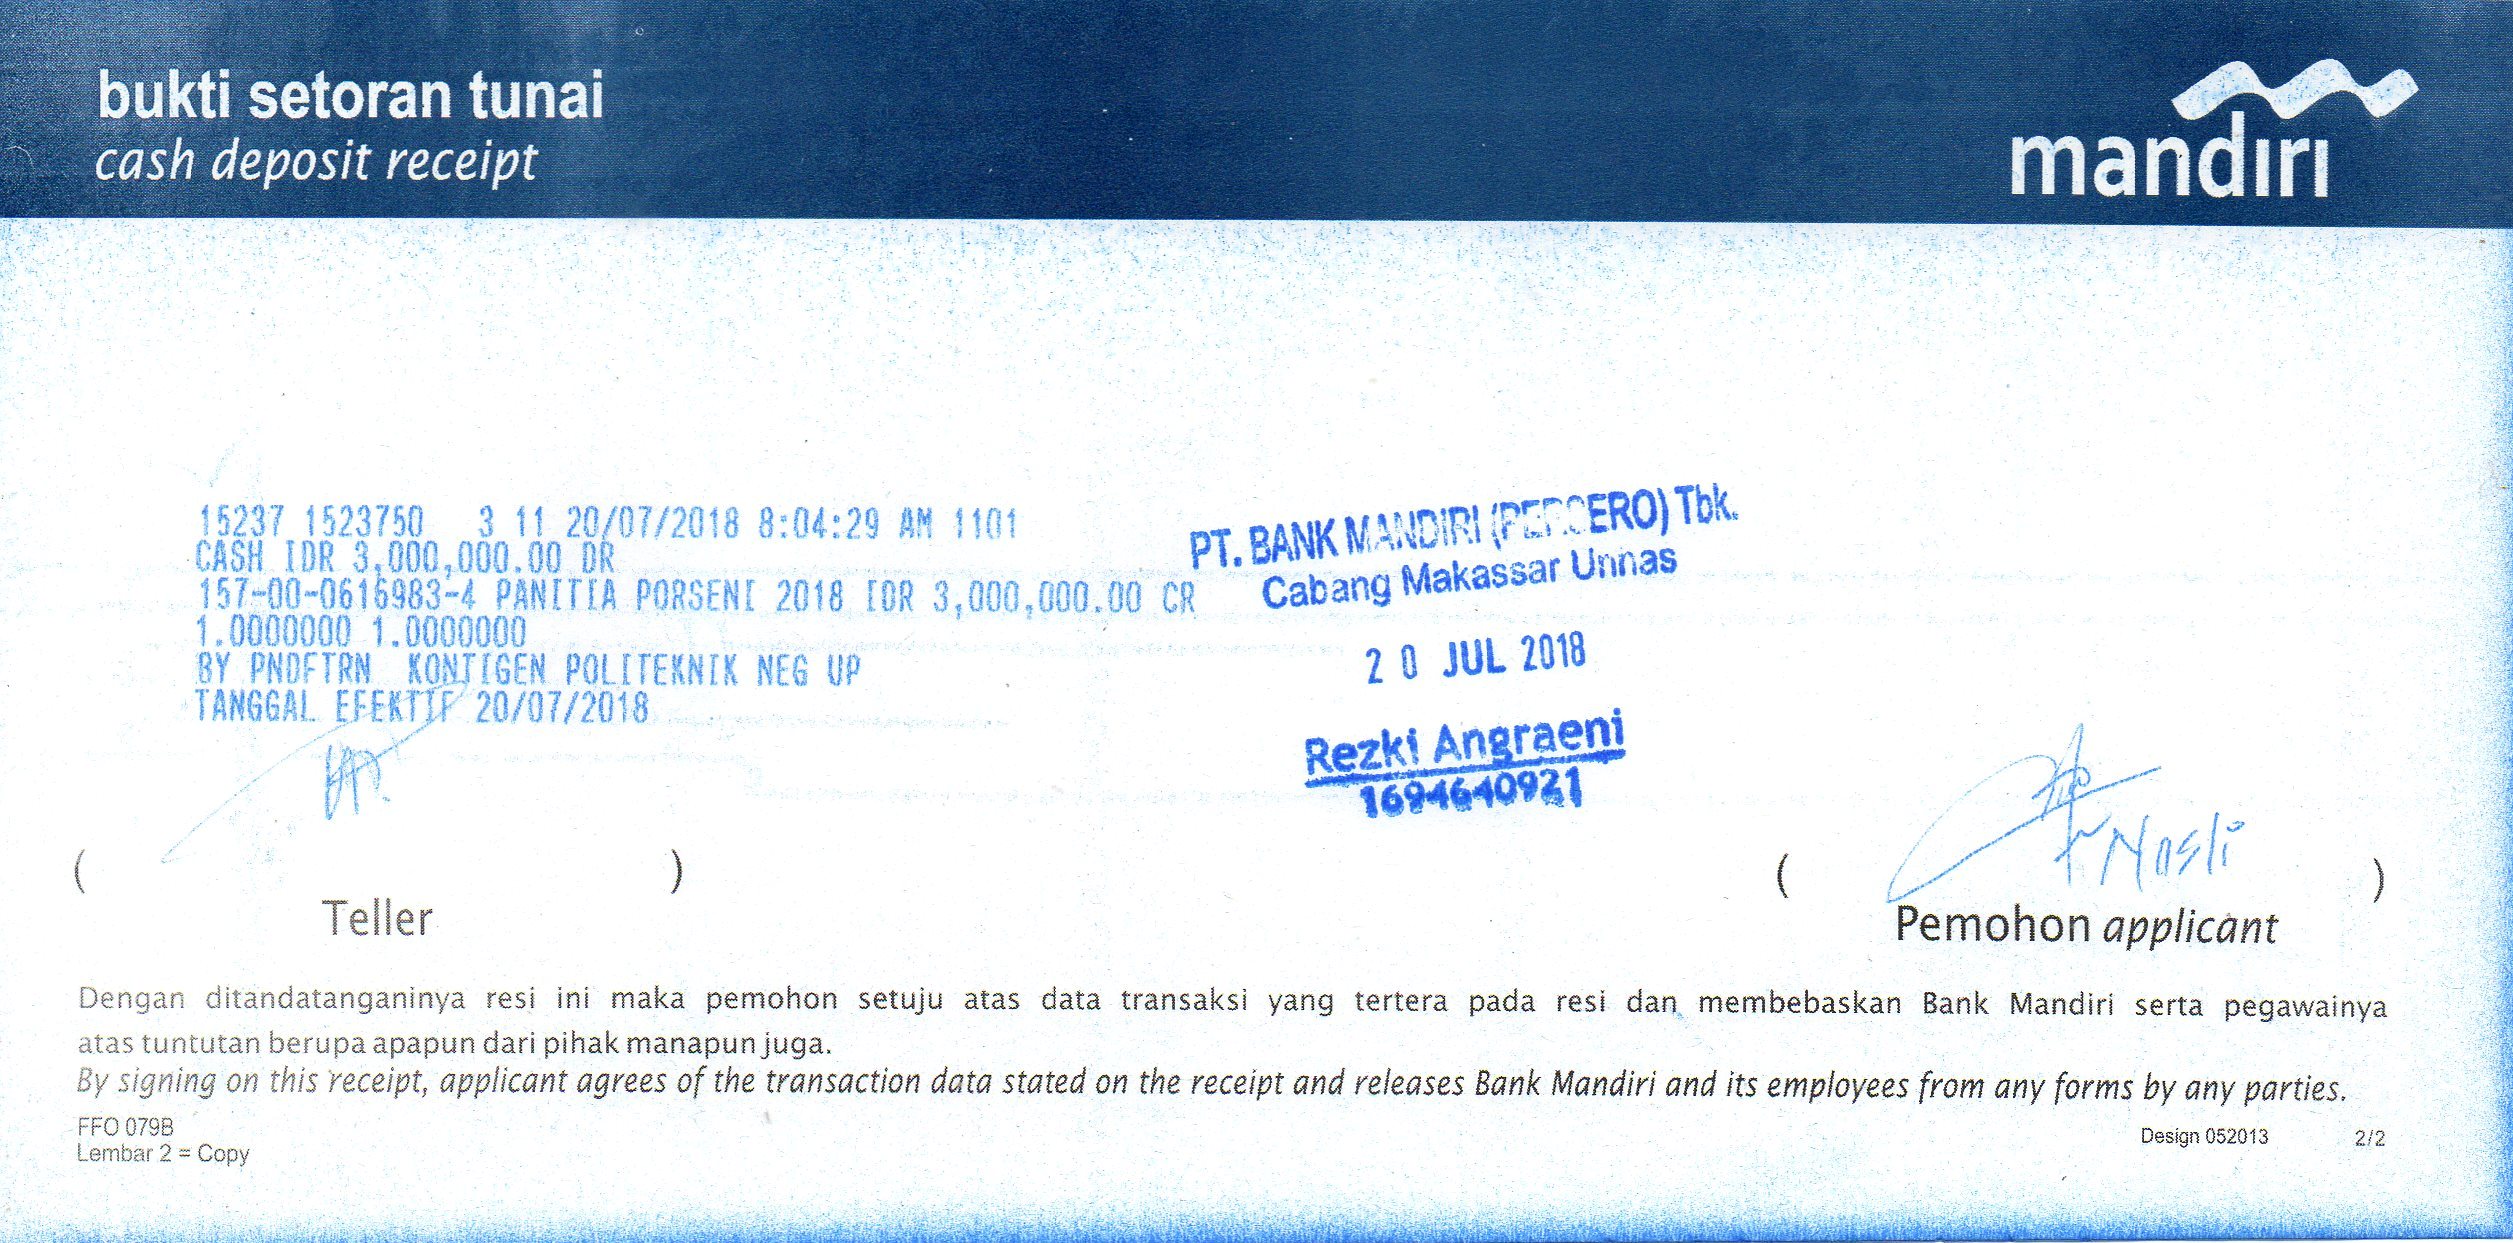 bukti setoran tunai
cash deposit receipt
mandiri
15237 1523750 3 11 20/07/2018 8:04:29 AM 1101
CASH IDR 3,000,000.00 DR
157-00-0616983-4 PANITIA PORSENI 2018 IDR 3,000,000.00 CR
1.0000000 1.0000000
BY PNDFTRN KONTIGEN POLITEKNIK NEG UP
TANGGAL EFEKTIF 20/07/2018
PT. BANK MANDIRI (PERSERO) Tbk.
Cabang Makassar Unnas
20 JUL 2018
Rezki Angraeni
1694640921
Nasli
( )
Teller
( )
Pemohon applicant
Dengan ditandatanganinya resi ini maka pemohon setuju atas data transaksi yang tertera pada resi dan membebaskan Bank Mandiri serta pegawainya
atas tuntutan berupa apapun dari pihak manapun juga.
By signing on this receipt, applicant agrees of the transaction data stated on the receipt and releases Bank Mandiri and its employees from any forms by any parties.
FFO 079B
Lembar 2 = Copy
Design 052013
2/2